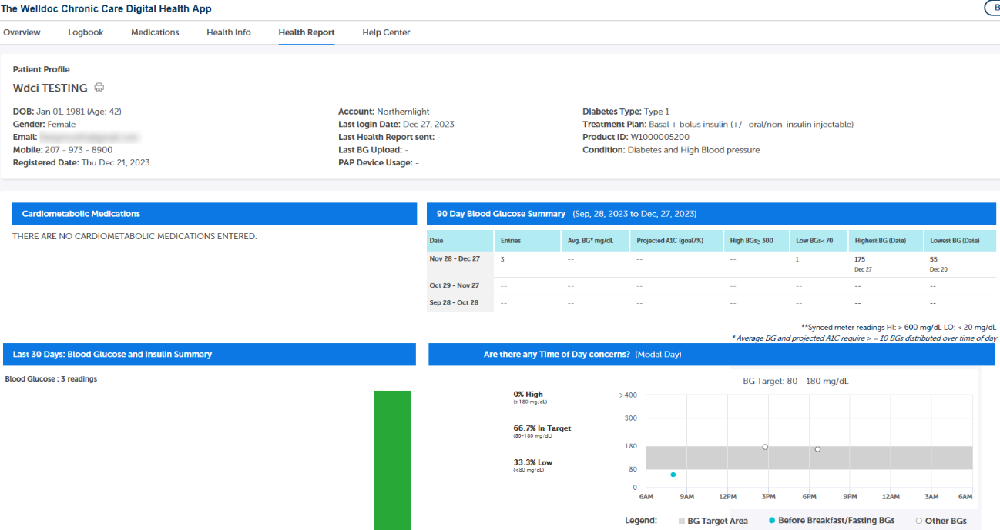 The Welldoc Chronic Care Digital Health App
B
Overview Logbook Medications Health Info Health Report Help Center
Patient Profile
Wdci TESTING
DOB: Jan 01, 1981 (Age: 42)
Gender: Female
Email:
Mobile: 207 - 973 - 8900
Registered Date: Thu Dec 21, 2023
Account: Northernlight
Last login Date: Dec 27, 2023
Last Health Report sent: -
Last BG Upload: -
PAP Device Usage: -
Diabetes Type: Type 1
Treatment Plan: Basal + bolus insulin (+/- oral/non-insulin injectable)
Product ID: W1000005200
Condition: Diabetes and High Blood pressure
Cardiometabolic Medications
THERE ARE NO CARDIOMETABOLIC MEDICATIONS ENTERED.
90 Day Blood Glucose Summary (Sep, 28, 2023 to Dec, 27, 2023)
Date Entries Avg. BG* mg/dL Projected A1C (goal7%) High BGs≥ 300 Low BGs< 70 Highest BG (Date) Lowest BG (Date)
Nov 28 - Dec 27 3 -- -- -- 1 175 55
Dec 27 Dec 20
Oct 29 - Nov 27 -- -- -- -- -- -- --
Sep 28 - Oct 28 -- -- -- -- -- -- --
**Synced meter readings HI: > 600 mg/dL LO: < 20 mg/dL
* Average BG and projected A1C require > = 10 BGs distributed over time of day
Last 30 Days: Blood Glucose and Insulin Summary
Blood Glucose : 3 readings
Are there any Time of Day concerns? (Modal Day)
0% High
(>180 mg/dL)
66.7% In Target
(80-180 mg/dL)
33.3% Low
(<80 mg/dL)
BG Target: 80 - 180 mg/dL
>400
300
180
80
0
6AM 9AM 12PM 3PM 6PM 9PM 12AM 3AM 6AM
Legend: BG Target Area Before Breakfast/Fasting BGs Other BGs